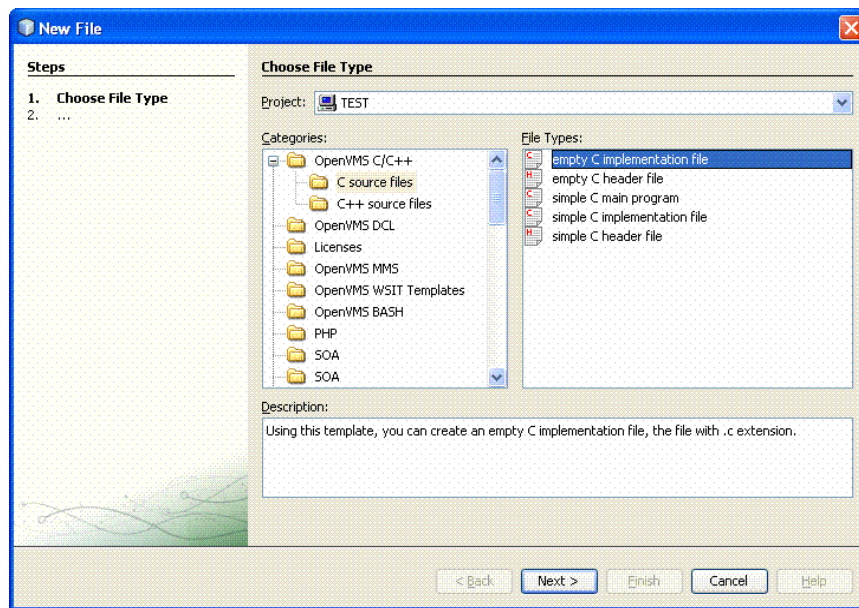 New File
Steps
1. Choose File Type
2. ...
Choose File Type
Project: TEST
Categories:
OpenVMS C/C++
C source files
C++ source files
OpenVMS DCL
Licenses
OpenVMS MMS
OpenVMS WSIT Templates
OpenVMS BASH
PHP
SOA
SOA
File Types:
empty C implementation file
empty C header file
simple C main program
simple C implementation file
simple C header file
Description:
Using this template, you can create an empty C implementation file, the file with .c extension.
< Back Next > Finish Cancel Help